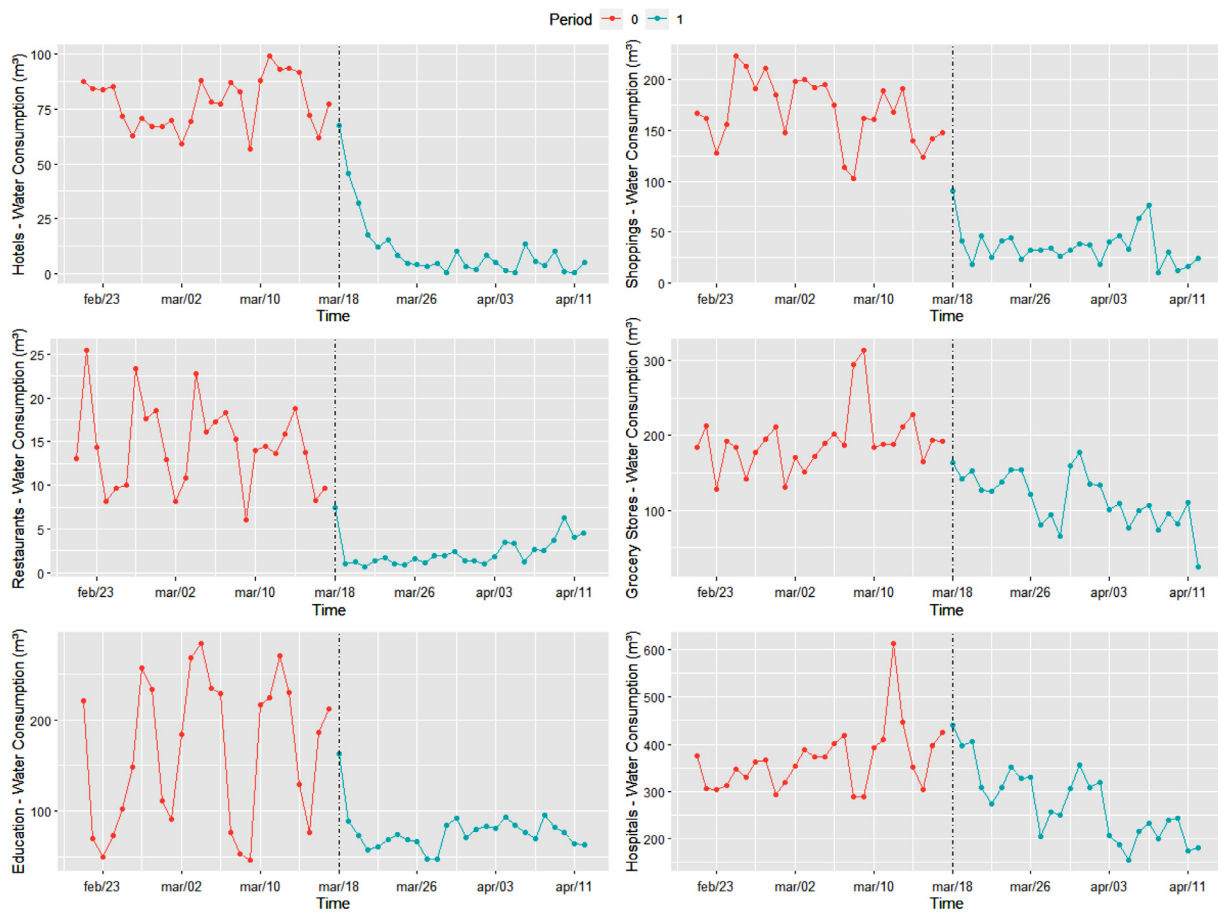 Period 0 1
Hotels - Water Consumption (m³)
100
75
50
25
0
feb/23 mar/02 mar/10 mar/18 mar/26 apr/03 apr/11
Time
Shoppings - Water Consumption (m³)
200
150
100
50
0
feb/23 mar/02 mar/10 mar/18 mar/26 apr/03 apr/11
Time
Restaurants - Water Consumption (m³)
25
20
15
10
5
0
feb/23 mar/02 mar/10 mar/18 mar/26 apr/03 apr/11
Time
Grocery Stores - Water Consumption (m³)
300
200
100
feb/23 mar/02 mar/10 mar/18 mar/26 apr/03 apr/11
Time
Education - Water Consumption (m³)
200
100
feb/23 mar/02 mar/10 mar/18 mar/26 apr/03 apr/11
Time
Hospitals - Water Consumption (m³)
600
500
400
300
200
feb/23 mar/02 mar/10 mar/18 mar/26 apr/03 apr/11
Time